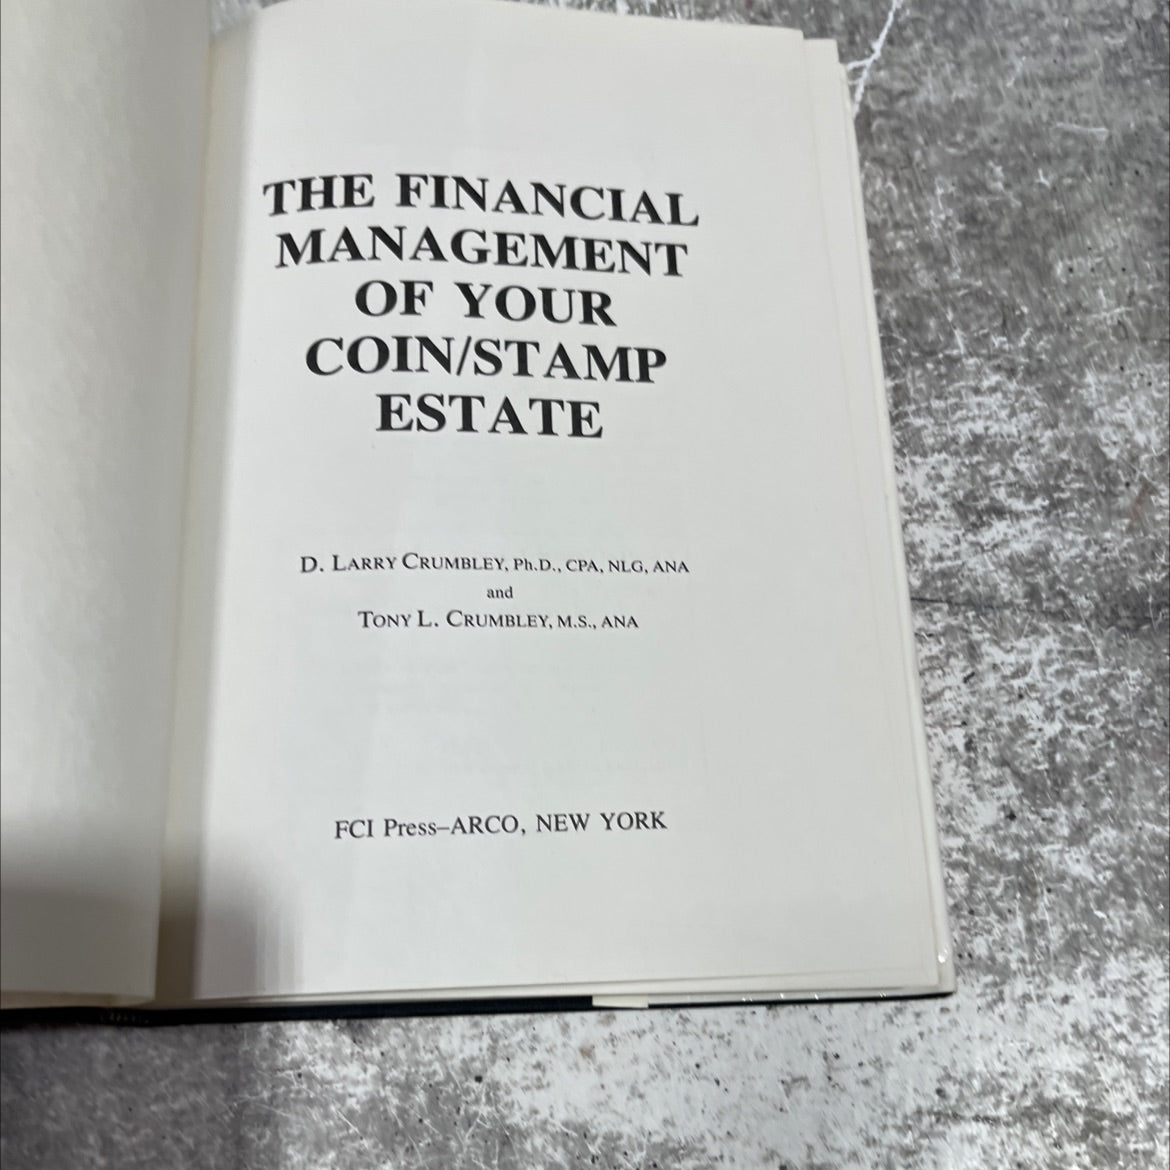 THE FINANCIAL
MANAGEMENT
OF YOUR
COIN/STAMP
ESTATE
D. LARRY CRUMBLEY, Ph.D., CPA, NLG, ANA
and
TONY L. CRUMBLEY, M.S., ANA
FCI Press–ARCO, NEW YORK